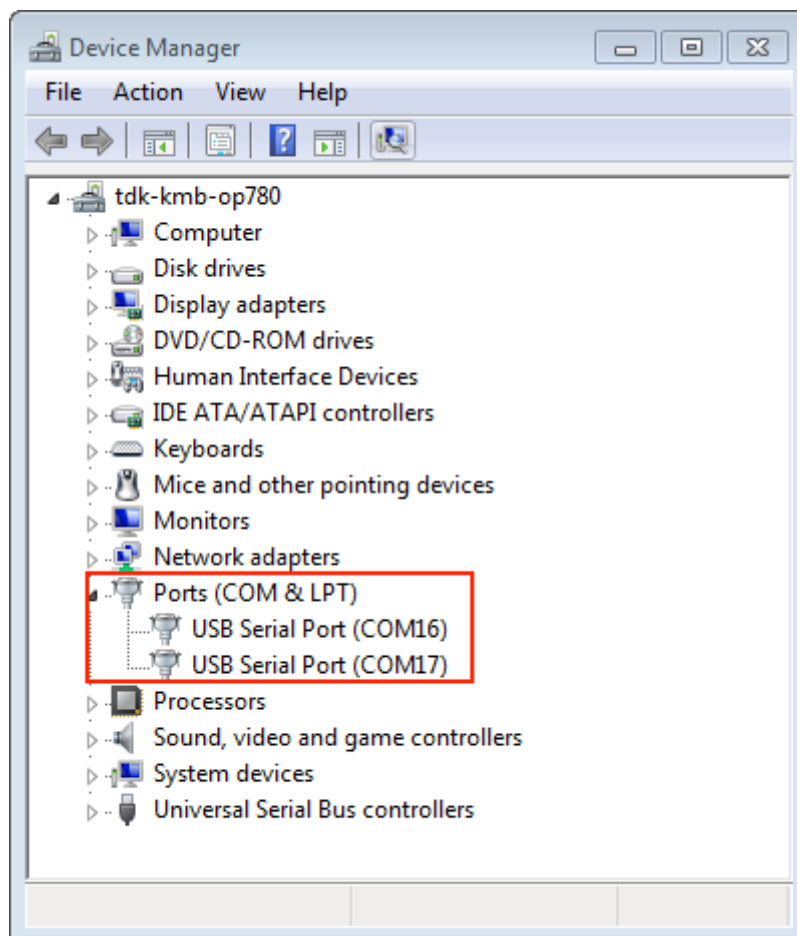 Device Manager
File Action View Help
tdk-kmb-op780
Computer
Disk drives
Display adapters
DVD/CD-ROM drives
Human Interface Devices
IDE ATA/ATAPI controllers
Keyboards
Mice and other pointing devices
Monitors
Network adapters
Ports (COM & LPT)
USB Serial Port (COM16)
USB Serial Port (COM17)
Processors
Sound, video and game controllers
System devices
Universal Serial Bus controllers